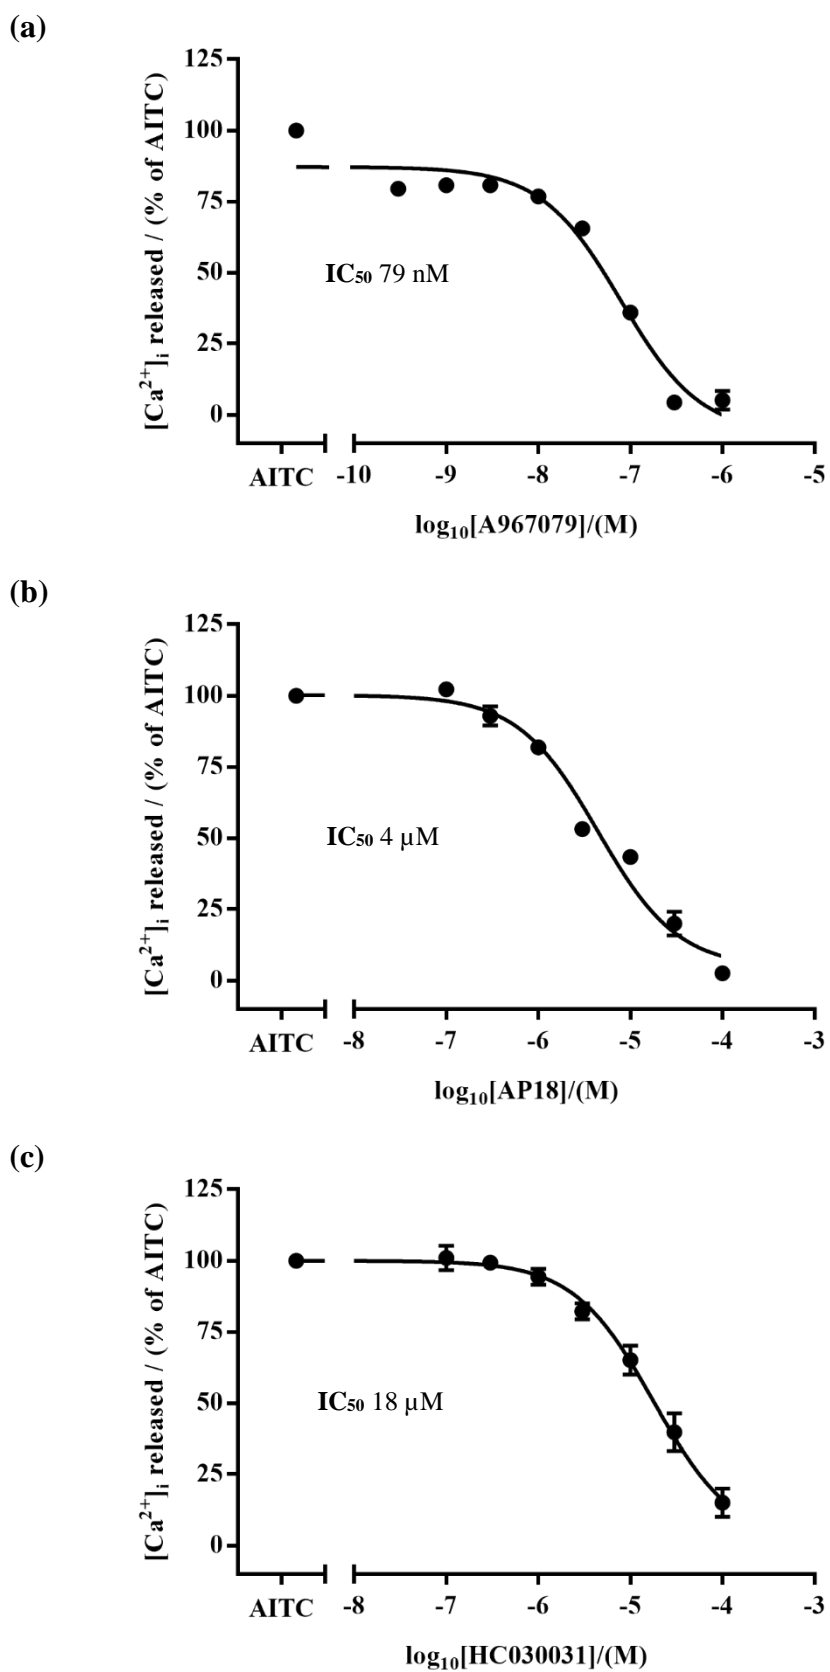 (a)
[Ca²⁺]ᵢ released / (% of AITC)
125
100
75
50
25
0
IC₅₀ 79 nM
AITC -10 -9 -8 -7 -6 -5
log₁₀[A967079]/(M)
(b)
[Ca²⁺]ᵢ released / (% of AITC)
125
100
75
50
25
0
IC₅₀ 4 µM
AITC -8 -7 -6 -5 -4 -3
log₁₀[AP18]/(M)
(c)
[Ca²⁺]ᵢ released / (% of AITC)
125
100
75
50
25
0
IC₅₀ 18 µM
AITC -8 -7 -6 -5 -4 -3
log₁₀[HC030031]/(M)